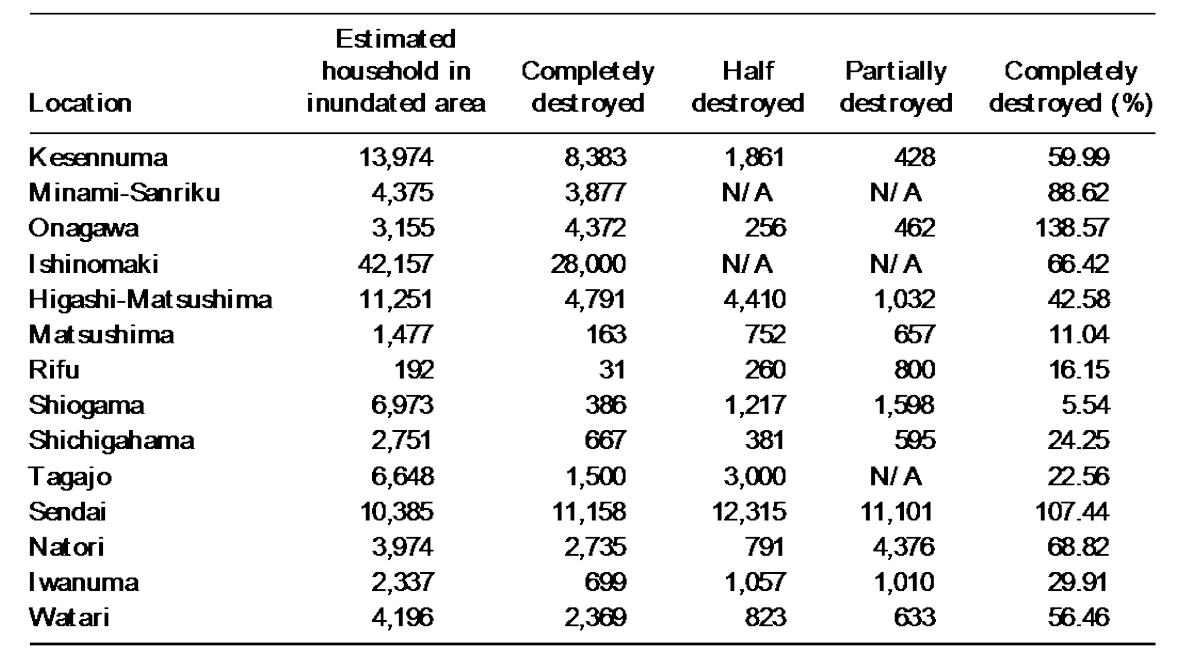 Estimated
household in Completely Half Partially Completely
Location inundated area destroyed destroyed destroyed destroyed (%)
Kesennuma 13,974 8,383 1,861 428 59.99
Minami-Sanriku 4,375 3,877 N/A N/A 88.62
Onagawa 3,155 4,372 256 462 138.57
Ishinomaki 42,157 28,000 N/A N/A 66.42
Higashi-Matsushima 11,251 4,791 4,410 1,032 42.58
Matsushima 1,477 163 752 657 11.04
Rifu 192 31 260 800 16.15
Shiogama 6,973 386 1,217 1,598 5.54
Shichigahama 2,751 667 381 595 24.25
Tagajo 6,648 1,500 3,000 N/A 22.56
Sendai 10,385 11,158 12,315 11,101 107.44
Natori 3,974 2,735 791 4,376 68.82
Iwanuma 2,337 699 1,057 1,010 29.91
Watari 4,196 2,369 823 633 56.46